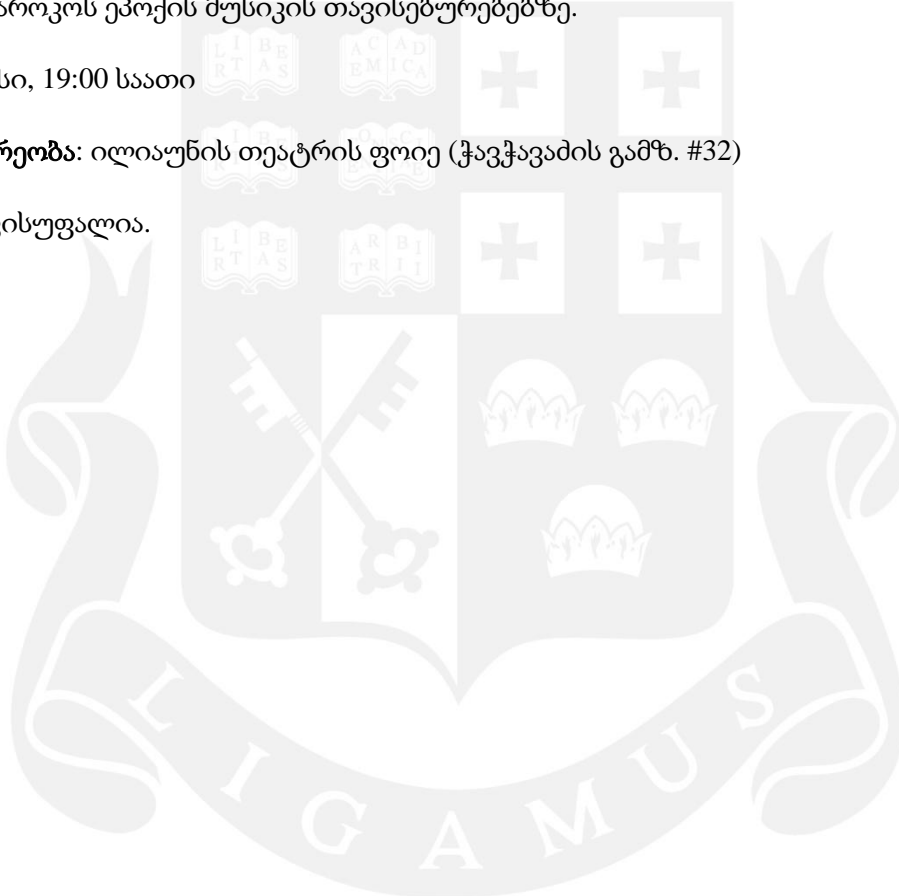 აროკოს ეპოქის მუსიკის თავისებურებებზე.
სი, 19:00 საათი
რეობა: ილიაუნის თეატრის ფოიე (ჭავჭავაძის გამზ. #32)
ისუფალია.
LIBERTAS
ACADEMICA
LIBERTAS
ARBITRII
LIGAMUS